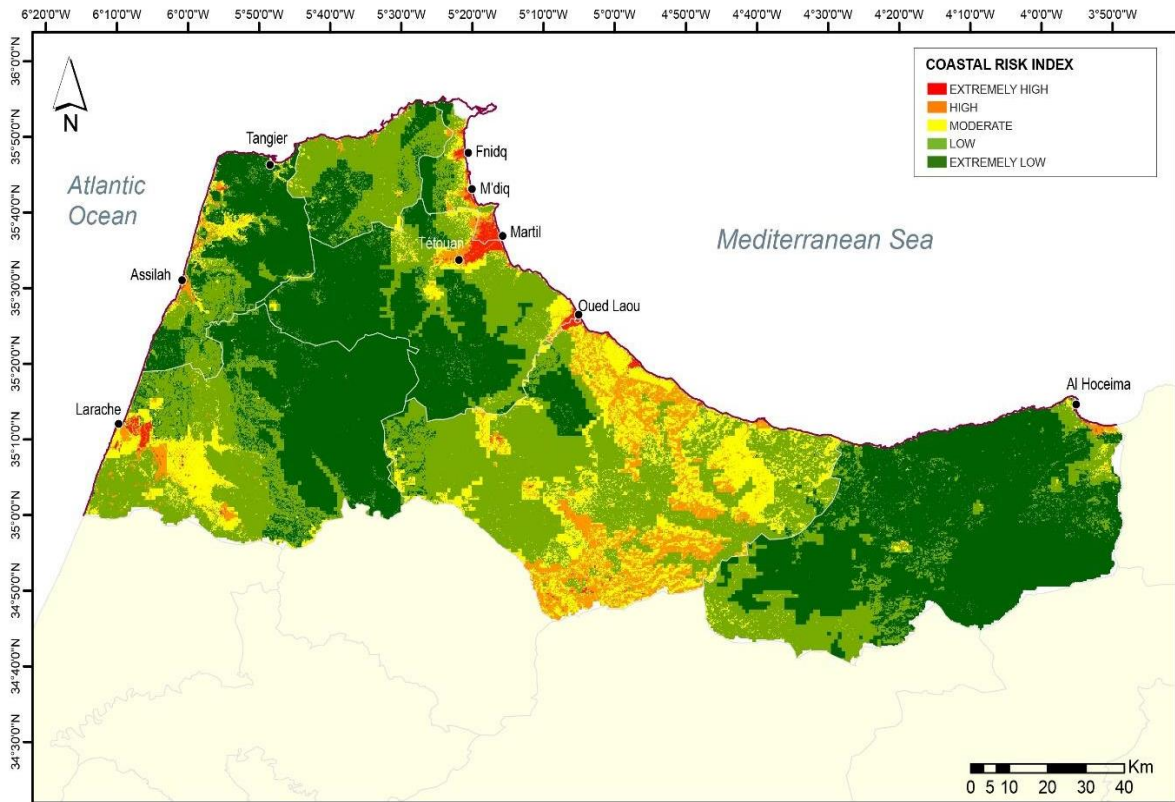 6°20'0"W 6°10'0"W 6°0'0"W 5°50'0"W 5°40'0"W 5°30'0"W 5°20'0"W 5°10'0"W 5°0'0"W 4°50'0"W 4°40'0"W 4°30'0"W 4°20'0"W 4°10'0"W 4°0'0"W 3°50'0"W
36°0'0"N
35°50'0"N
35°40'0"N
35°30'0"N
35°20'0"N
35°10'0"N
35°0'0"N
34°50'0"N
34°40'0"N
34°30'0"N
N
COASTAL RISK INDEX
EXTREMELY HIGH
HIGH
MODERATE
LOW
EXTREMELY LOW
Tangier
Fnidq
Atlantic
Ocean
M'diq
Martil
Mediterranean Sea
Tétouan
Assilah
Oued Laou
Al Hoceima
Larache
Km
0 5 10 20 30 40